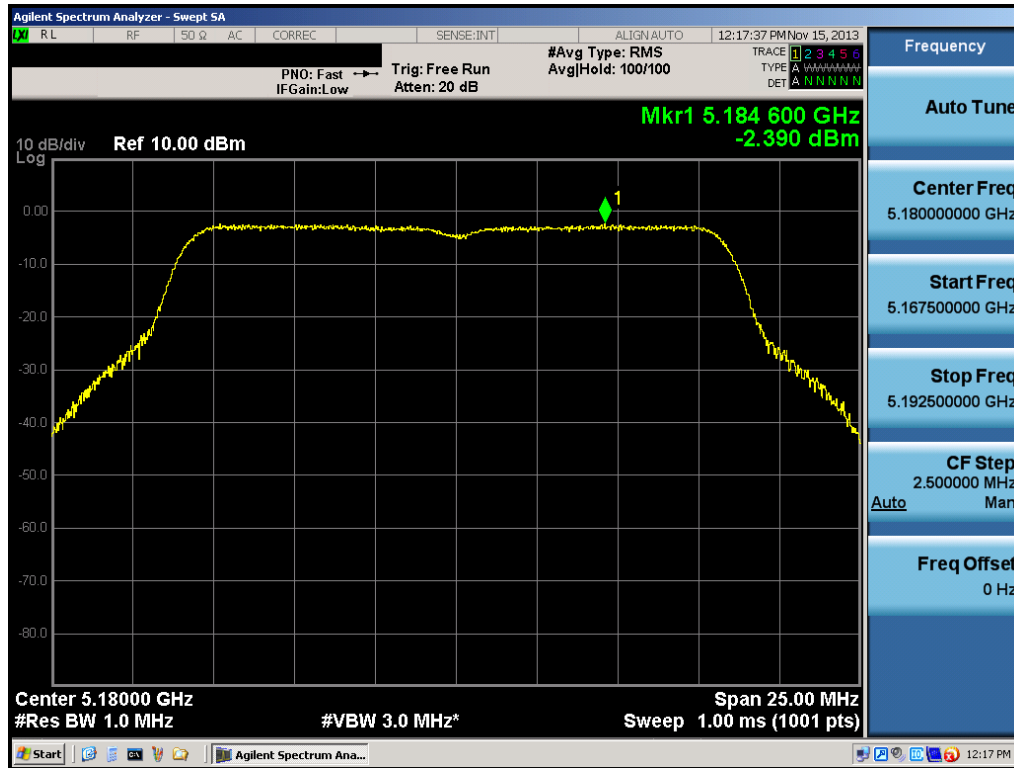 Agilent Spectrum Analyzer - Swept SA
LXI RL RF 50 Ω AC CORREC SENSE:INT ALIGN AUTO 12:17:37 PM Nov 15, 2013
Frequency
PNO: Fast
IFGain:Low
Trig: Free Run
Atten: 20 dB
#Avg Type: RMS
Avg|Hold: 100/100
TRACE 1 2 3 4 5 6
TYPE A WWWWW
DET A N N N N N
Mkr1 5.184 600 GHz
-2.390 dBm
10 dB/div
Log
Ref 10.00 dBm
1
0.00
-10.0
-20.0
-30.0
-40.0
-50.0
-60.0
-70.0
-80.0
Center 5.18000 GHz
#Res BW 1.0 MHz
#VBW 3.0 MHz*
Span 25.00 MHz
Sweep 1.00 ms (1001 pts)
Auto Tune
Center Freq
5.180000000 GHz
Start Freq
5.167500000 GHz
Stop Freq
5.192500000 GHz
CF Step
2.500000 MHz
Auto Man
Freq Offset
0 Hz
Start
Agilent Spectrum Ana...
12:17 PM